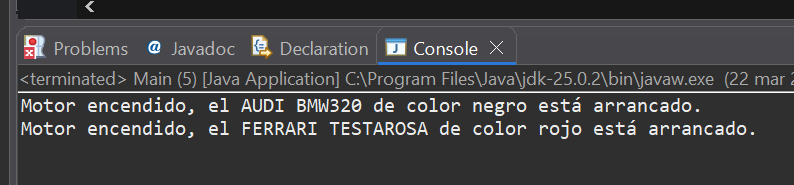 Problems @ Javadoc Declaration Console
<terminated> Main (5) [Java Application] C:\Program Files\Java\jdk-25.0.2\bin\javaw.exe (22 mar 2
Motor encendido, el AUDI BMW320 de color negro está arrancado.
Motor encendido, el FERRARI TESTAROSA de color rojo está arrancado.